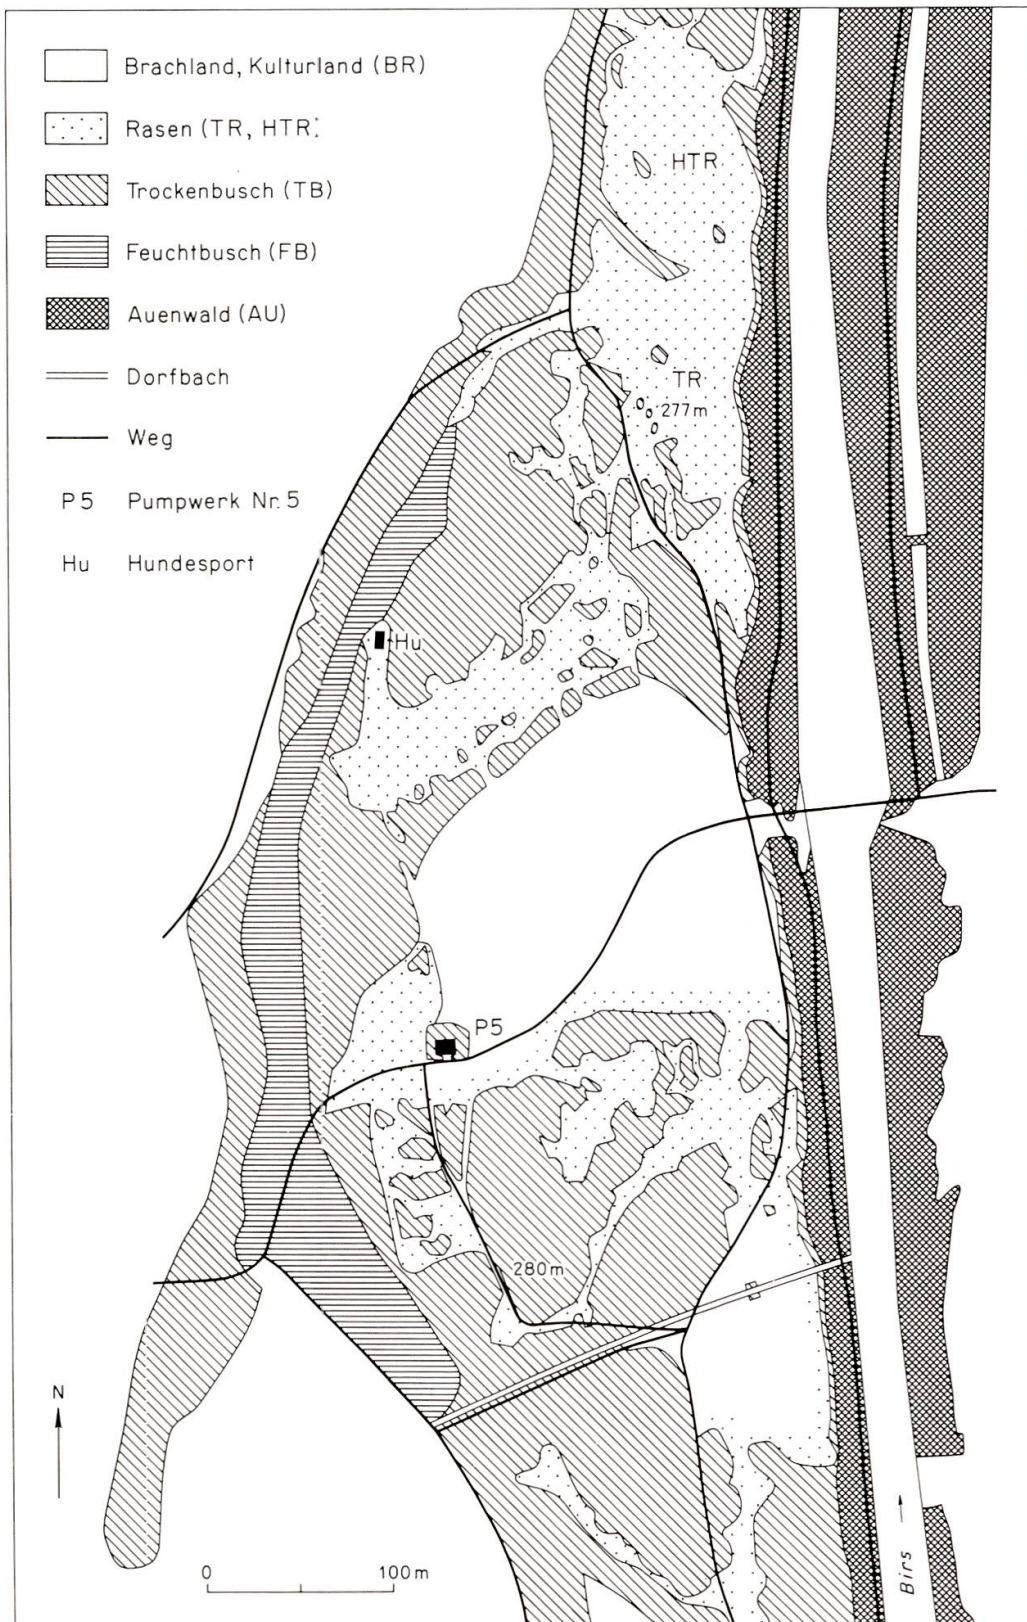 Brachland, Kulturland (BR)
Rasen (TR, HTR:
Trockenbusch (TB)
Feuchtbusch (FB)
Auenwald (AU)
Dorfbach
Weg
P5 Pumpwerk Nr. 5
Hu Hundesport
HTR
TR
277m
Hu
P5
280m
N
0 100m
Birs